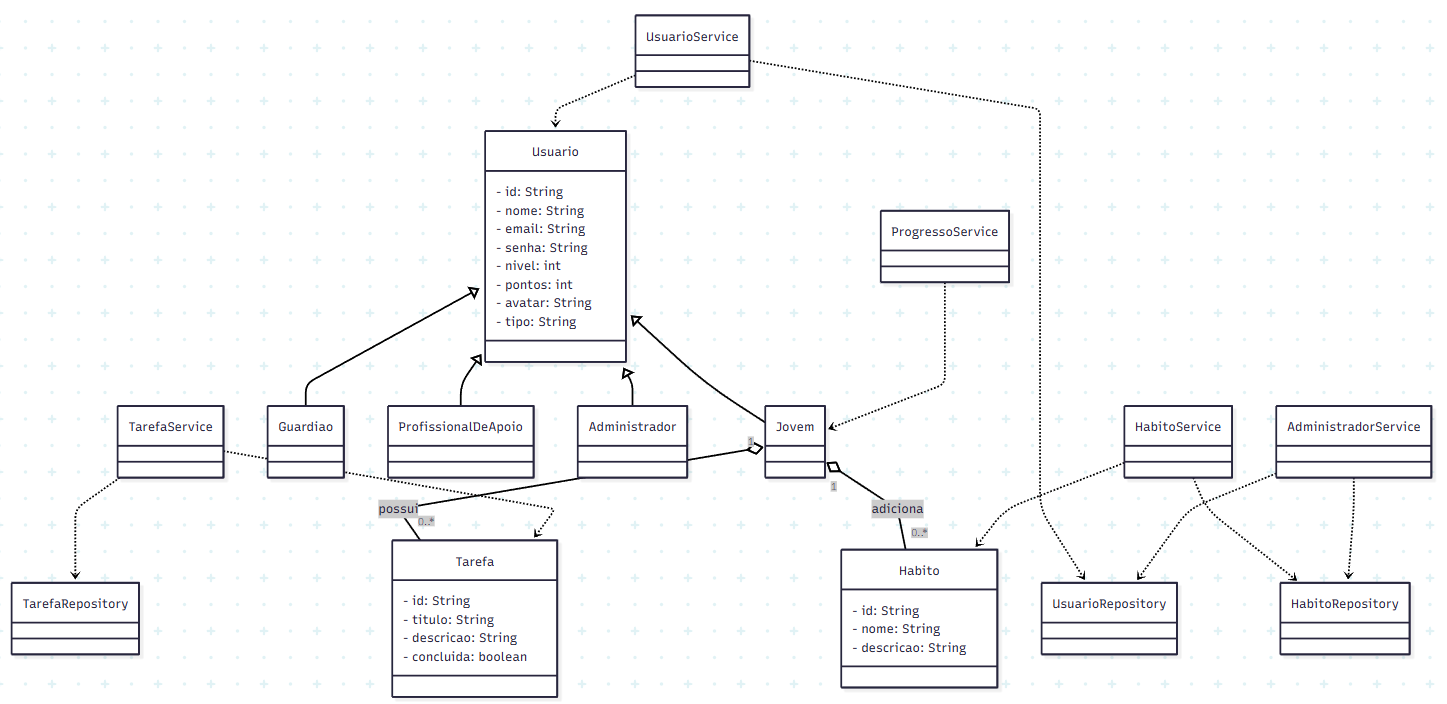 UsuarioService
Usuario
- id: String
- nome: String
- email: String
- senha: String
- nivel: int
- pontos: int
- avatar: String
- tipo: String
ProgressoService
TarefaService
Guardiao
ProfissionalDeApoio
Administrador
Jovem
HabitoService
AdministradorService
1
1
possui
0..*
adiciona
0..*
Tarefa
- id: String
- titulo: String
- descricao: String
- concluida: boolean
Habito
- id: String
- nome: String
- descricao: String
TarefaRepository
UsuarioRepository
HabitoRepository